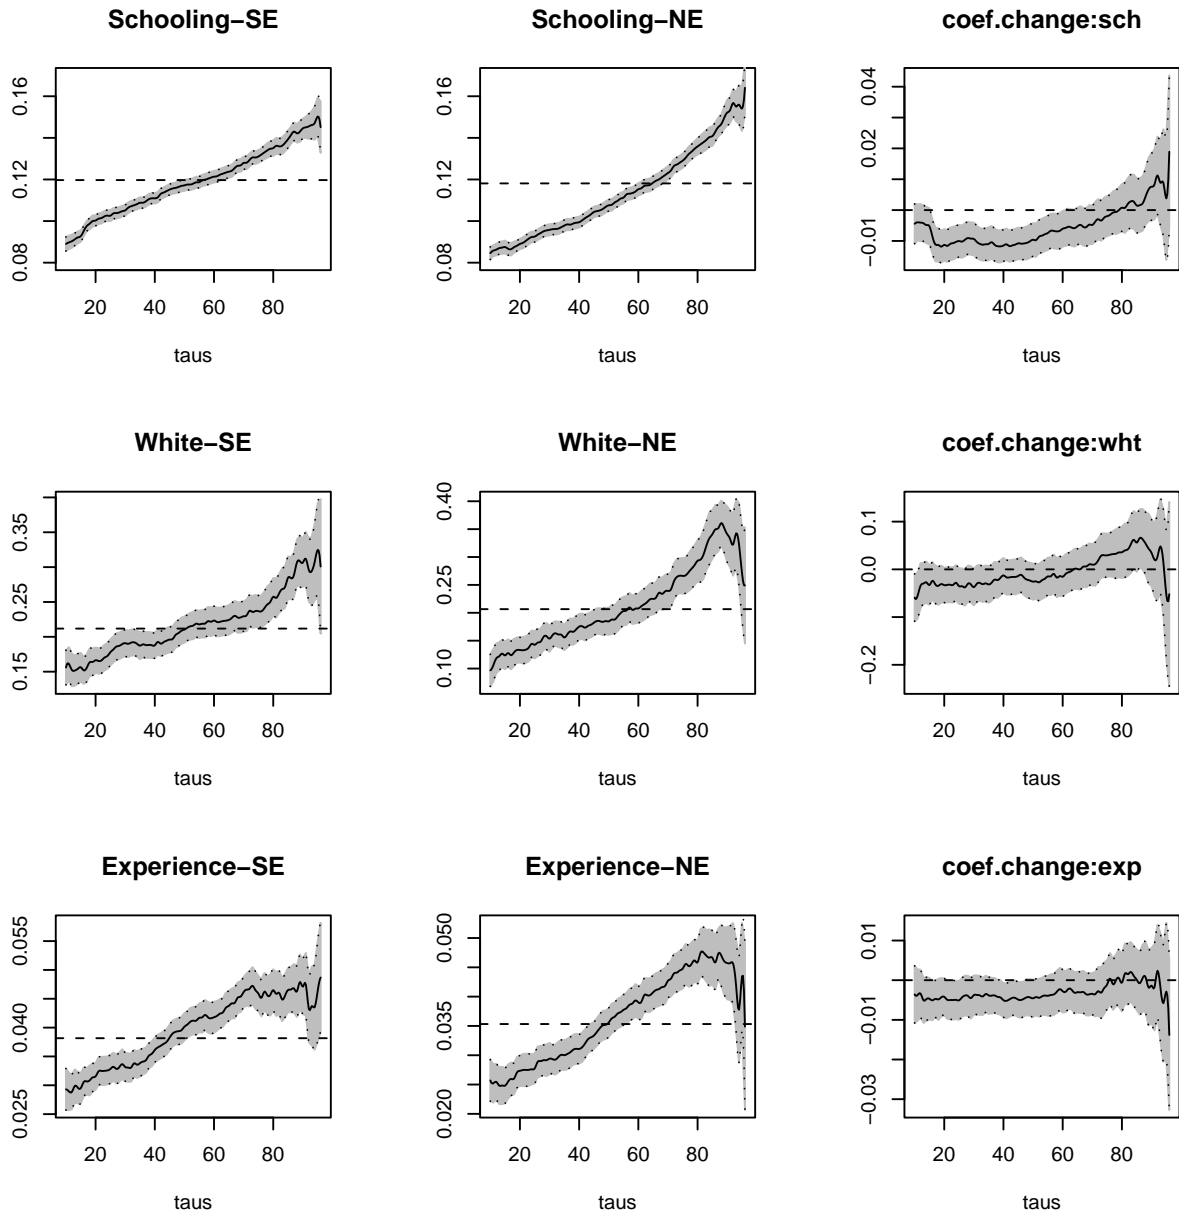 Schooling−SE
Schooling−NE
coef.change:sch
0.08 0.12 0.16
20 40 60 80
taus
0.08 0.12 0.16
20 40 60 80
taus
−0.01 0.02 0.04
20 40 60 80
taus
White−SE
White−NE
coef.change:wht
0.15 0.25 0.35
20 40 60 80
taus
0.10 0.25 0.40
20 40 60 80
taus
−0.2 0.0 0.1
20 40 60 80
taus
Experience−SE
Experience−NE
coef.change:exp
0.025 0.040 0.055
20 40 60 80
taus
0.020 0.035 0.050
20 40 60 80
taus
−0.03 −0.01 0.01
20 40 60 80
taus